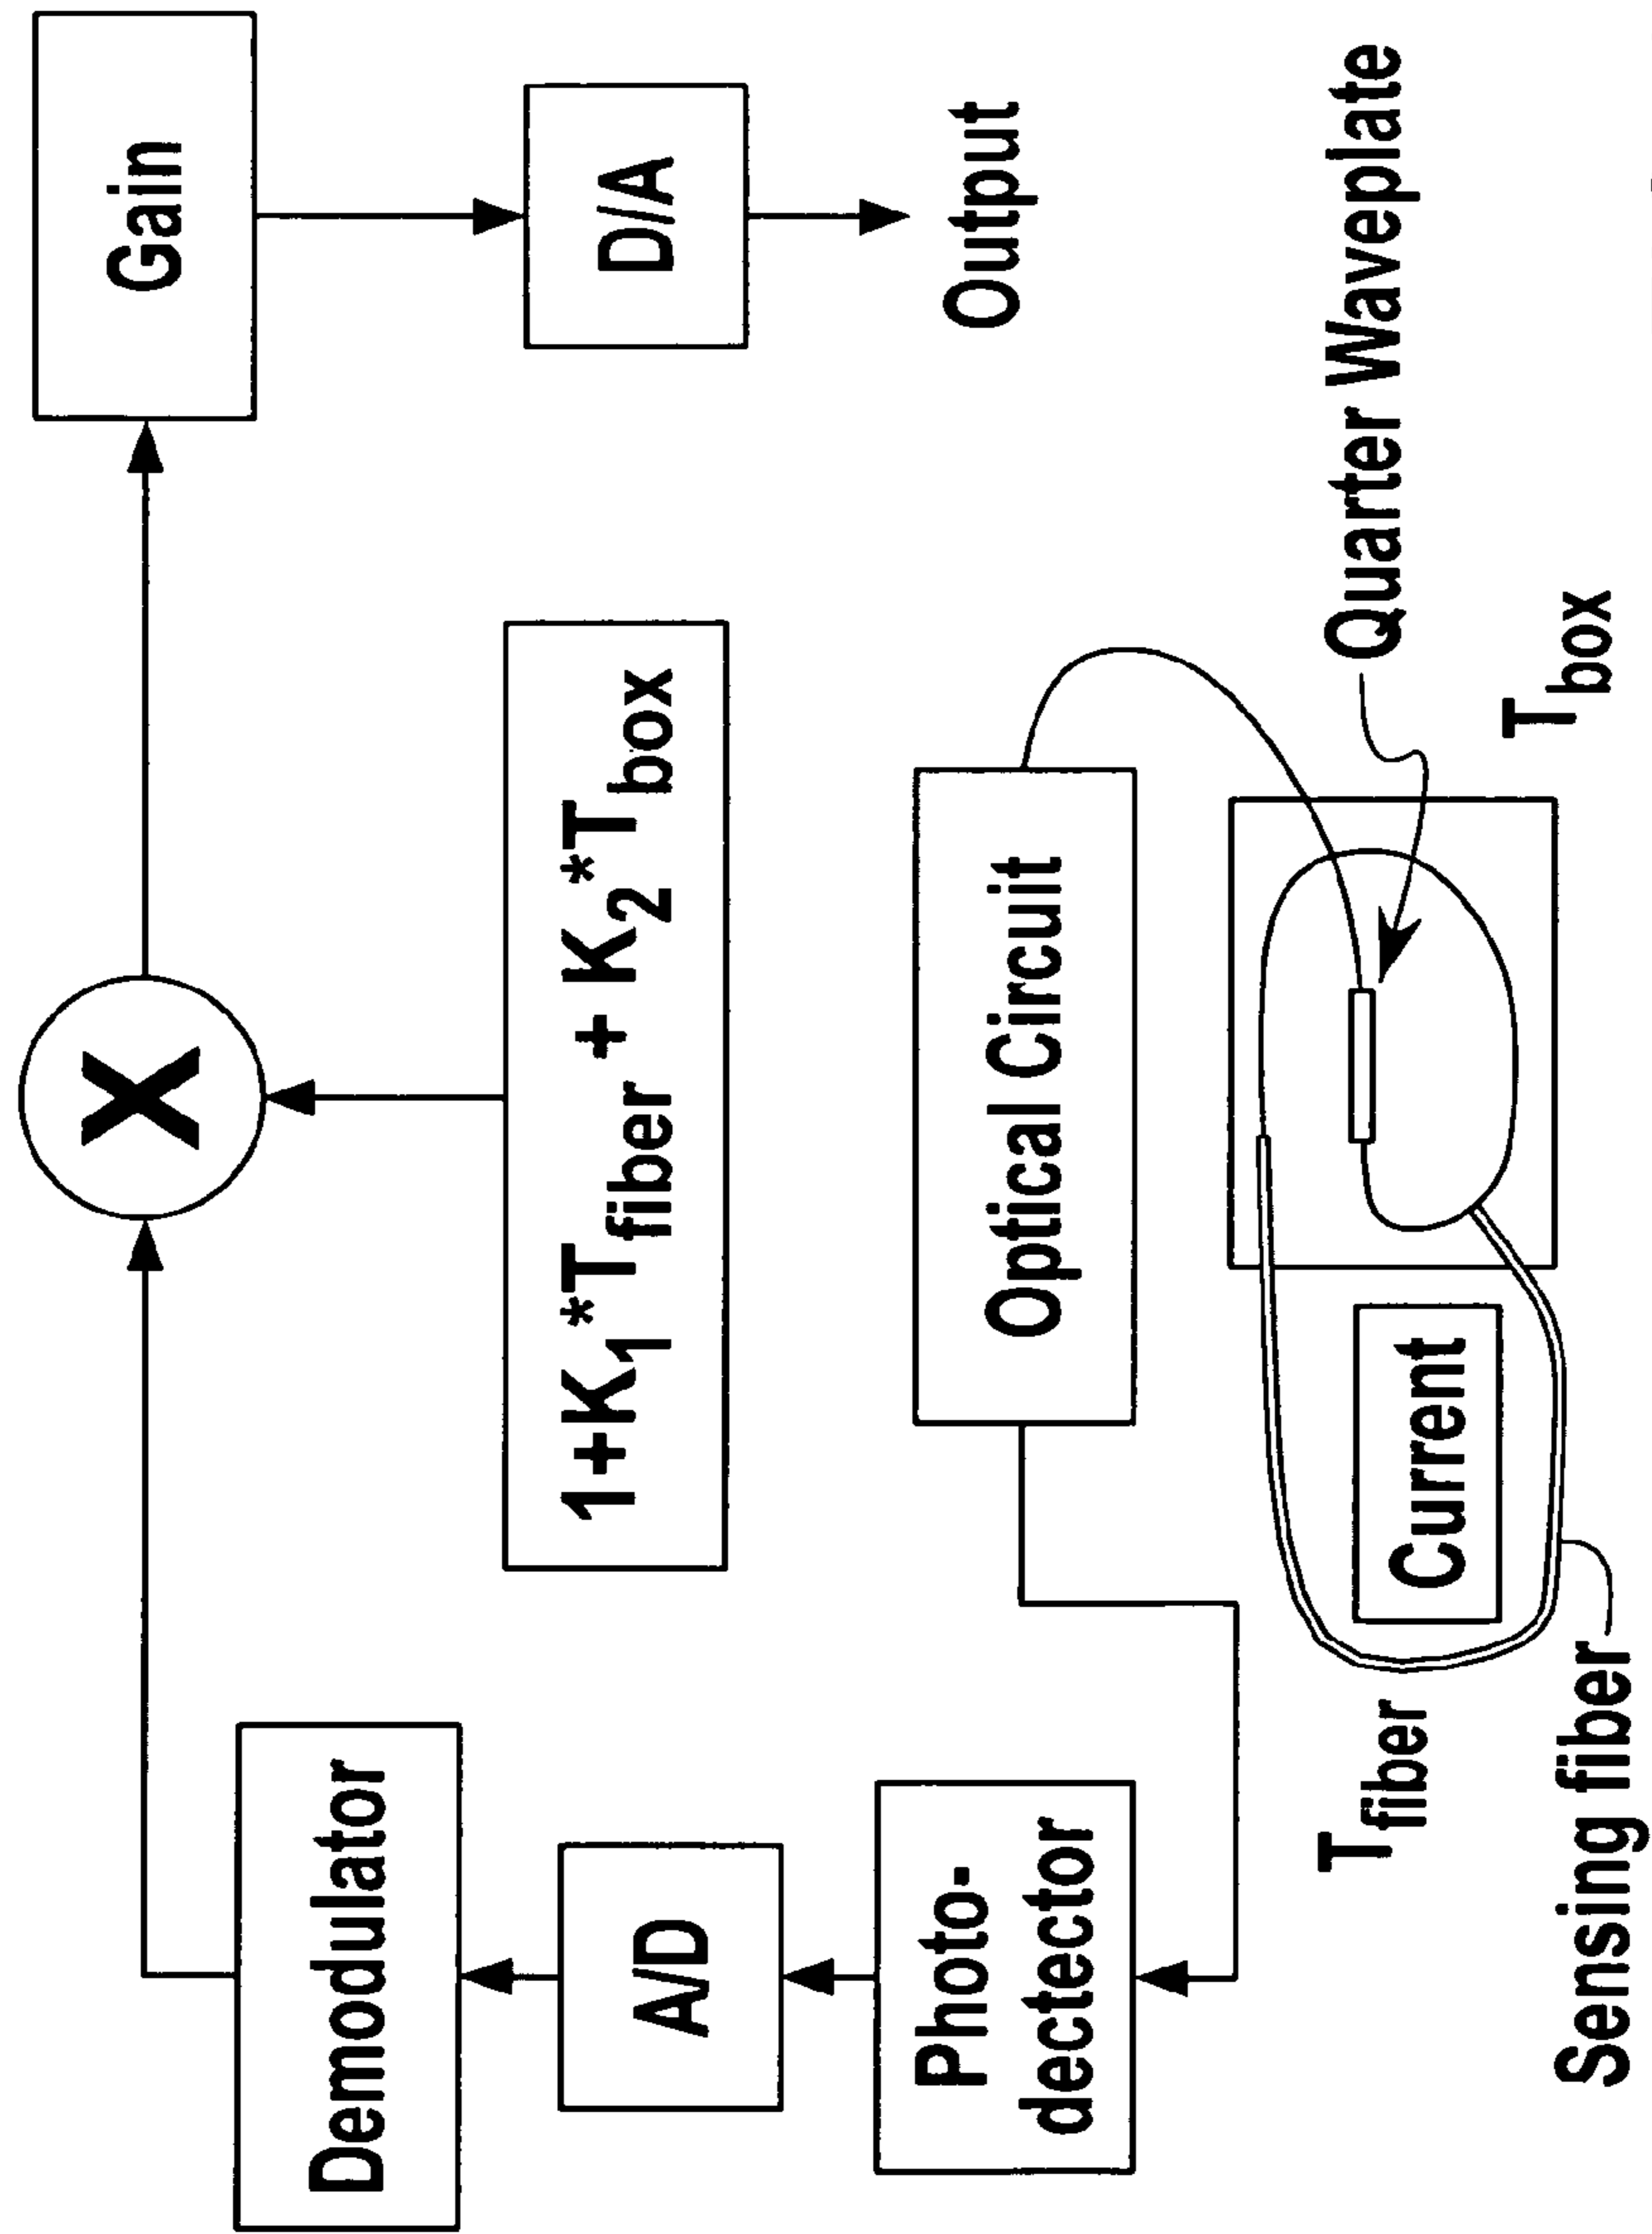 Demodulator
X
Gain
A/D
1+K₁*Tfiber + K₂*Tbox
D/A
Photo-
dectector
Optical Circuit
Output
Tfiber
Current
Quarter Waveplate
Sensing fiber
Tbox